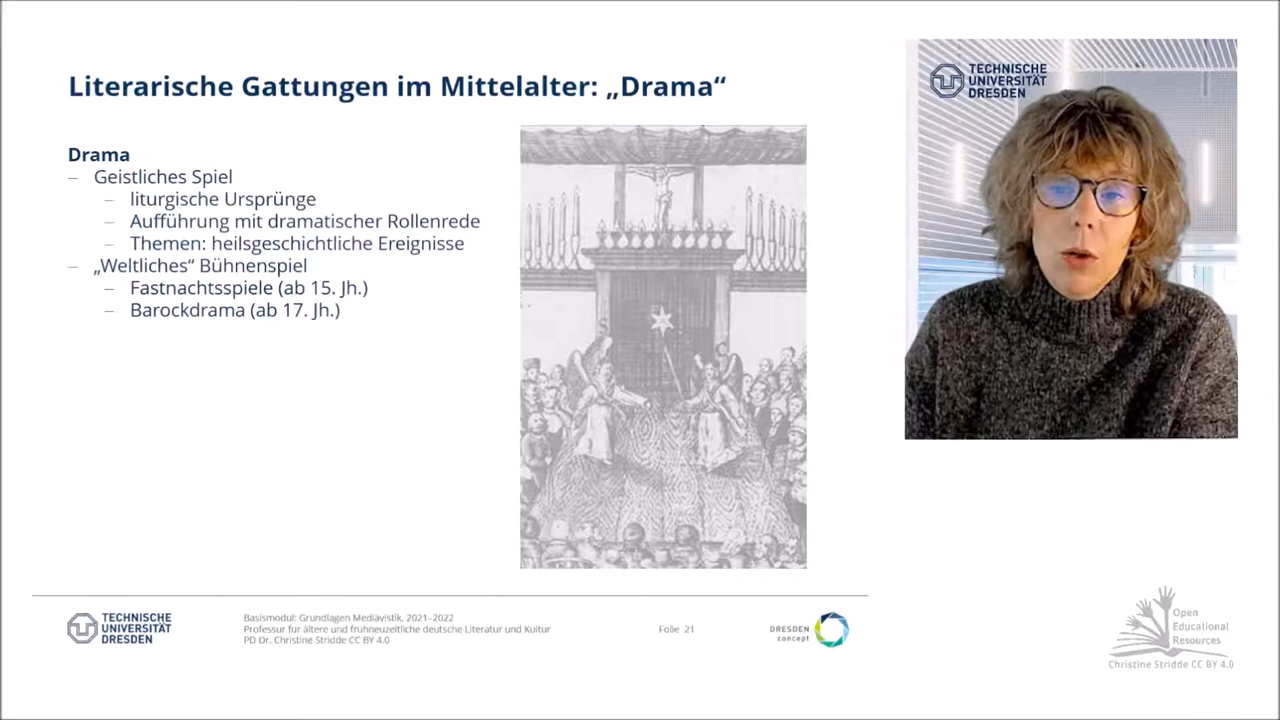 Literarische Gattungen im Mittelalter: „Drama“
Drama
– Geistliches Spiel
– liturgische Ursprünge
– Aufführung mit dramatischer Rollenrede
– Themen: heilsgeschichtliche Ereignisse
– „Weltliches“ Bühnenspiel
– Fastnachtsspiele (ab 15. Jh.)
– Barockdrama (ab 17. Jh.)
TECHNISCHE
UNIVERSITÄT
DRESDEN
TECHNISCHE
UNIVERSITÄT
DRESDEN
Basismodul: Grundlagen Mediävistik, 2021–2022
Professur für ältere und frühneuzeitliche deutsche Literatur und Kultur
PD Dr. Christine Stridde CC BY 4.0
Folie 21
DRESDEN
concept
Open
Educational
Resources
Christine Stridde CC BY 4.0